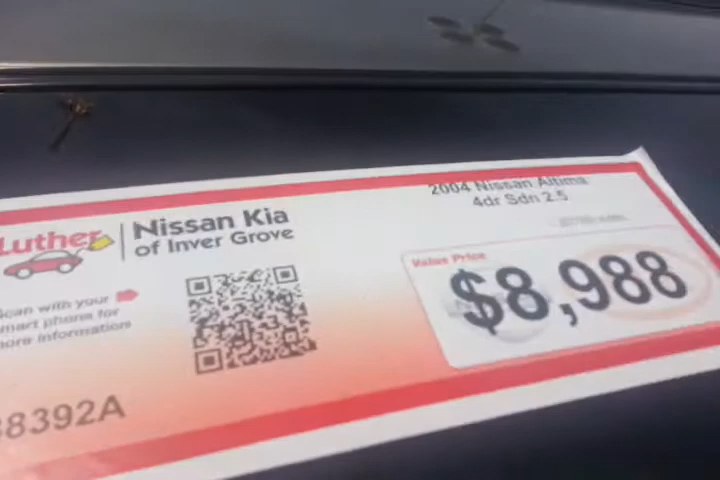 Luther
Nissan Kia
of Inver Grove
2004 Nissan Altima
4dr Sdn 2.5
Value Price
$8,988
Scan with your
smart phone for
more information
38392A